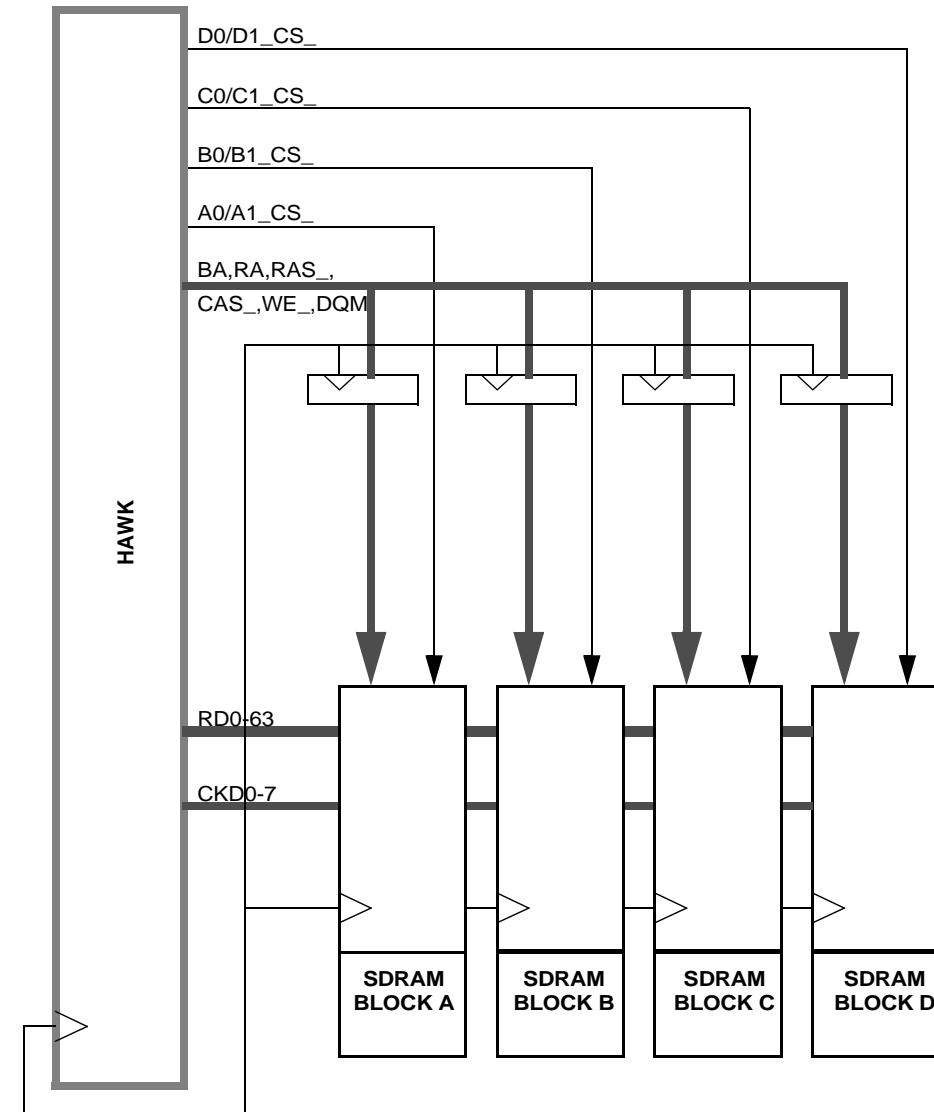 D0/D1_CS_
C0/C1_CS_
B0/B1_CS_
A0/A1_CS_
BA,RA,RAS_,
CAS_,WE_,DQM
HAWK
RD0-63
CKD0-7
SDRAM
BLOCK A
SDRAM
BLOCK B
SDRAM
BLOCK C
SDRAM
BLOCK D